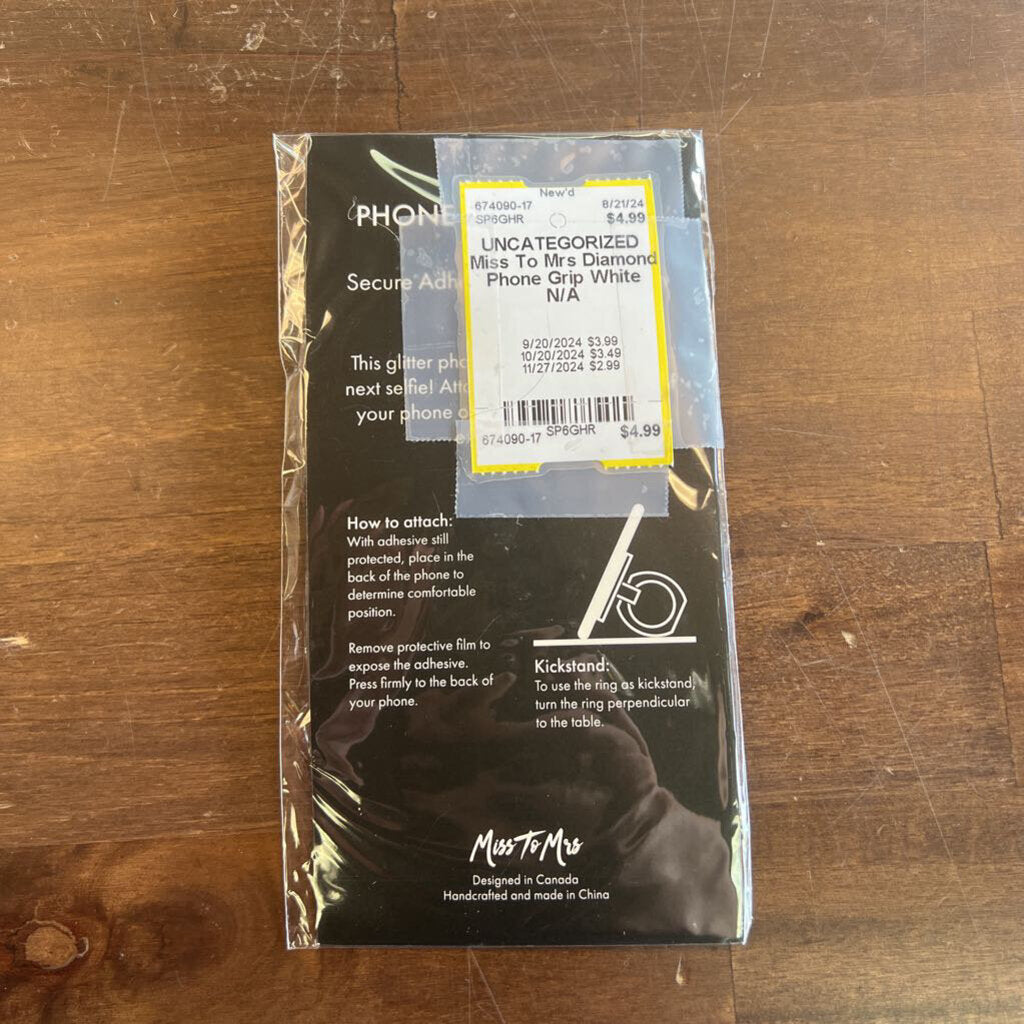 New'd
674090-17 8/21/24
SP6GHR $4.99
UNCATEGORIZED
Miss To Mrs Diamond
Phone Grip White
N/A
9/20/2024 $3.99
10/20/2024 $3.49
11/27/2024 $2.99
674090-17 SP6GHR $4.99
PHONE
Secure
This glitter
next selfie!
your phone
How to attach:
With adhesive still
protected, place in the
back of the phone to
determine comfortable
position.
Remove protective film to
expose the adhesive.
Press firmly to the back of
your phone.
Kickstand:
To use the ring as kickstand,
turn the ring perpendicular
to the table.
Miss To Mrs
Designed in Canada
Handcrafted and made in China